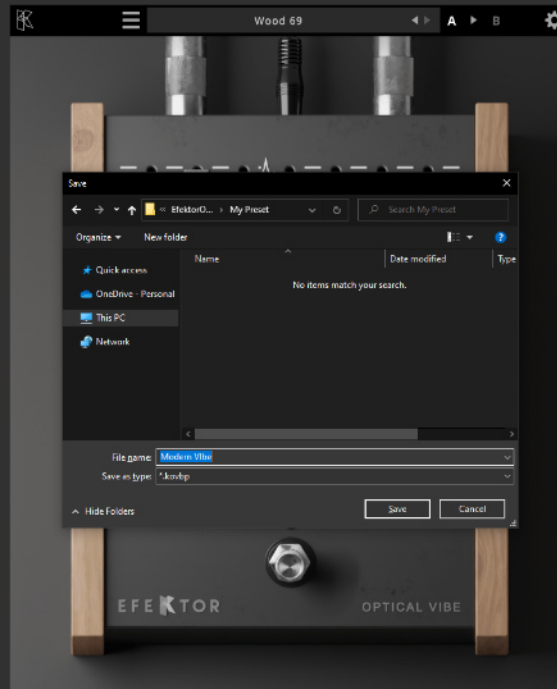 Wood 69
A
B
Save
« EfektorO... › My Preset
Search My Preset
Organize
New folder
Name
Date modified
Type
Quick access
OneDrive - Personal
This PC
Network
No items match your search.
File name: Modern VIbe
Save as type: *.kovbp
Hide Folders
Save
Cancel
EFEKTOR
OPTICAL VIBE